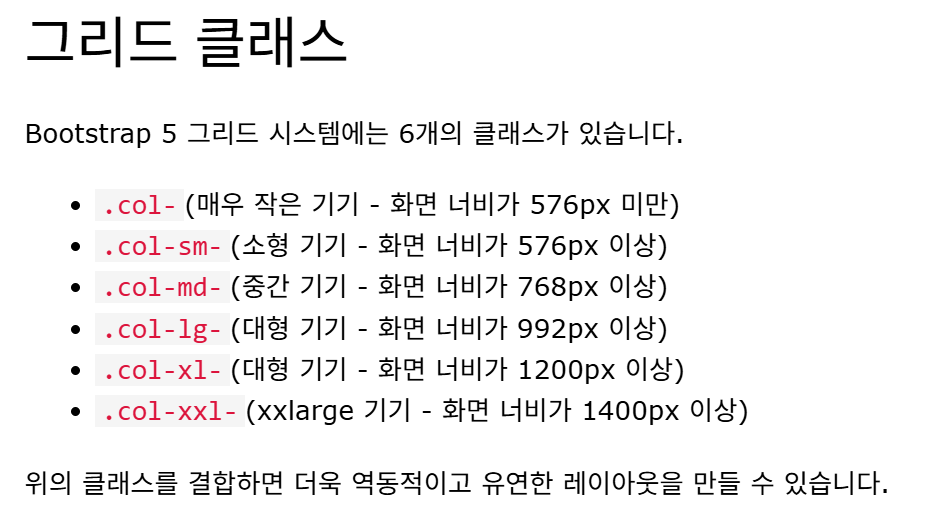 그리드 클래스
Bootstrap 5 그리드 시스템에는 6개의 클래스가 있습니다.
.col- (매우 작은 기기 - 화면 너비가 576px 미만)
.col-sm- (소형 기기 - 화면 너비가 576px 이상)
.col-md- (중간 기기 - 화면 너비가 768px 이상)
.col-lg- (대형 기기 - 화면 너비가 992px 이상)
.col-xl- (대형 기기 - 화면 너비가 1200px 이상)
.col-xxl- (xxlarge 기기 - 화면 너비가 1400px 이상)
위의 클래스를 결합하면 더욱 역동적이고 유연한 레이아웃을 만들 수 있습니다.